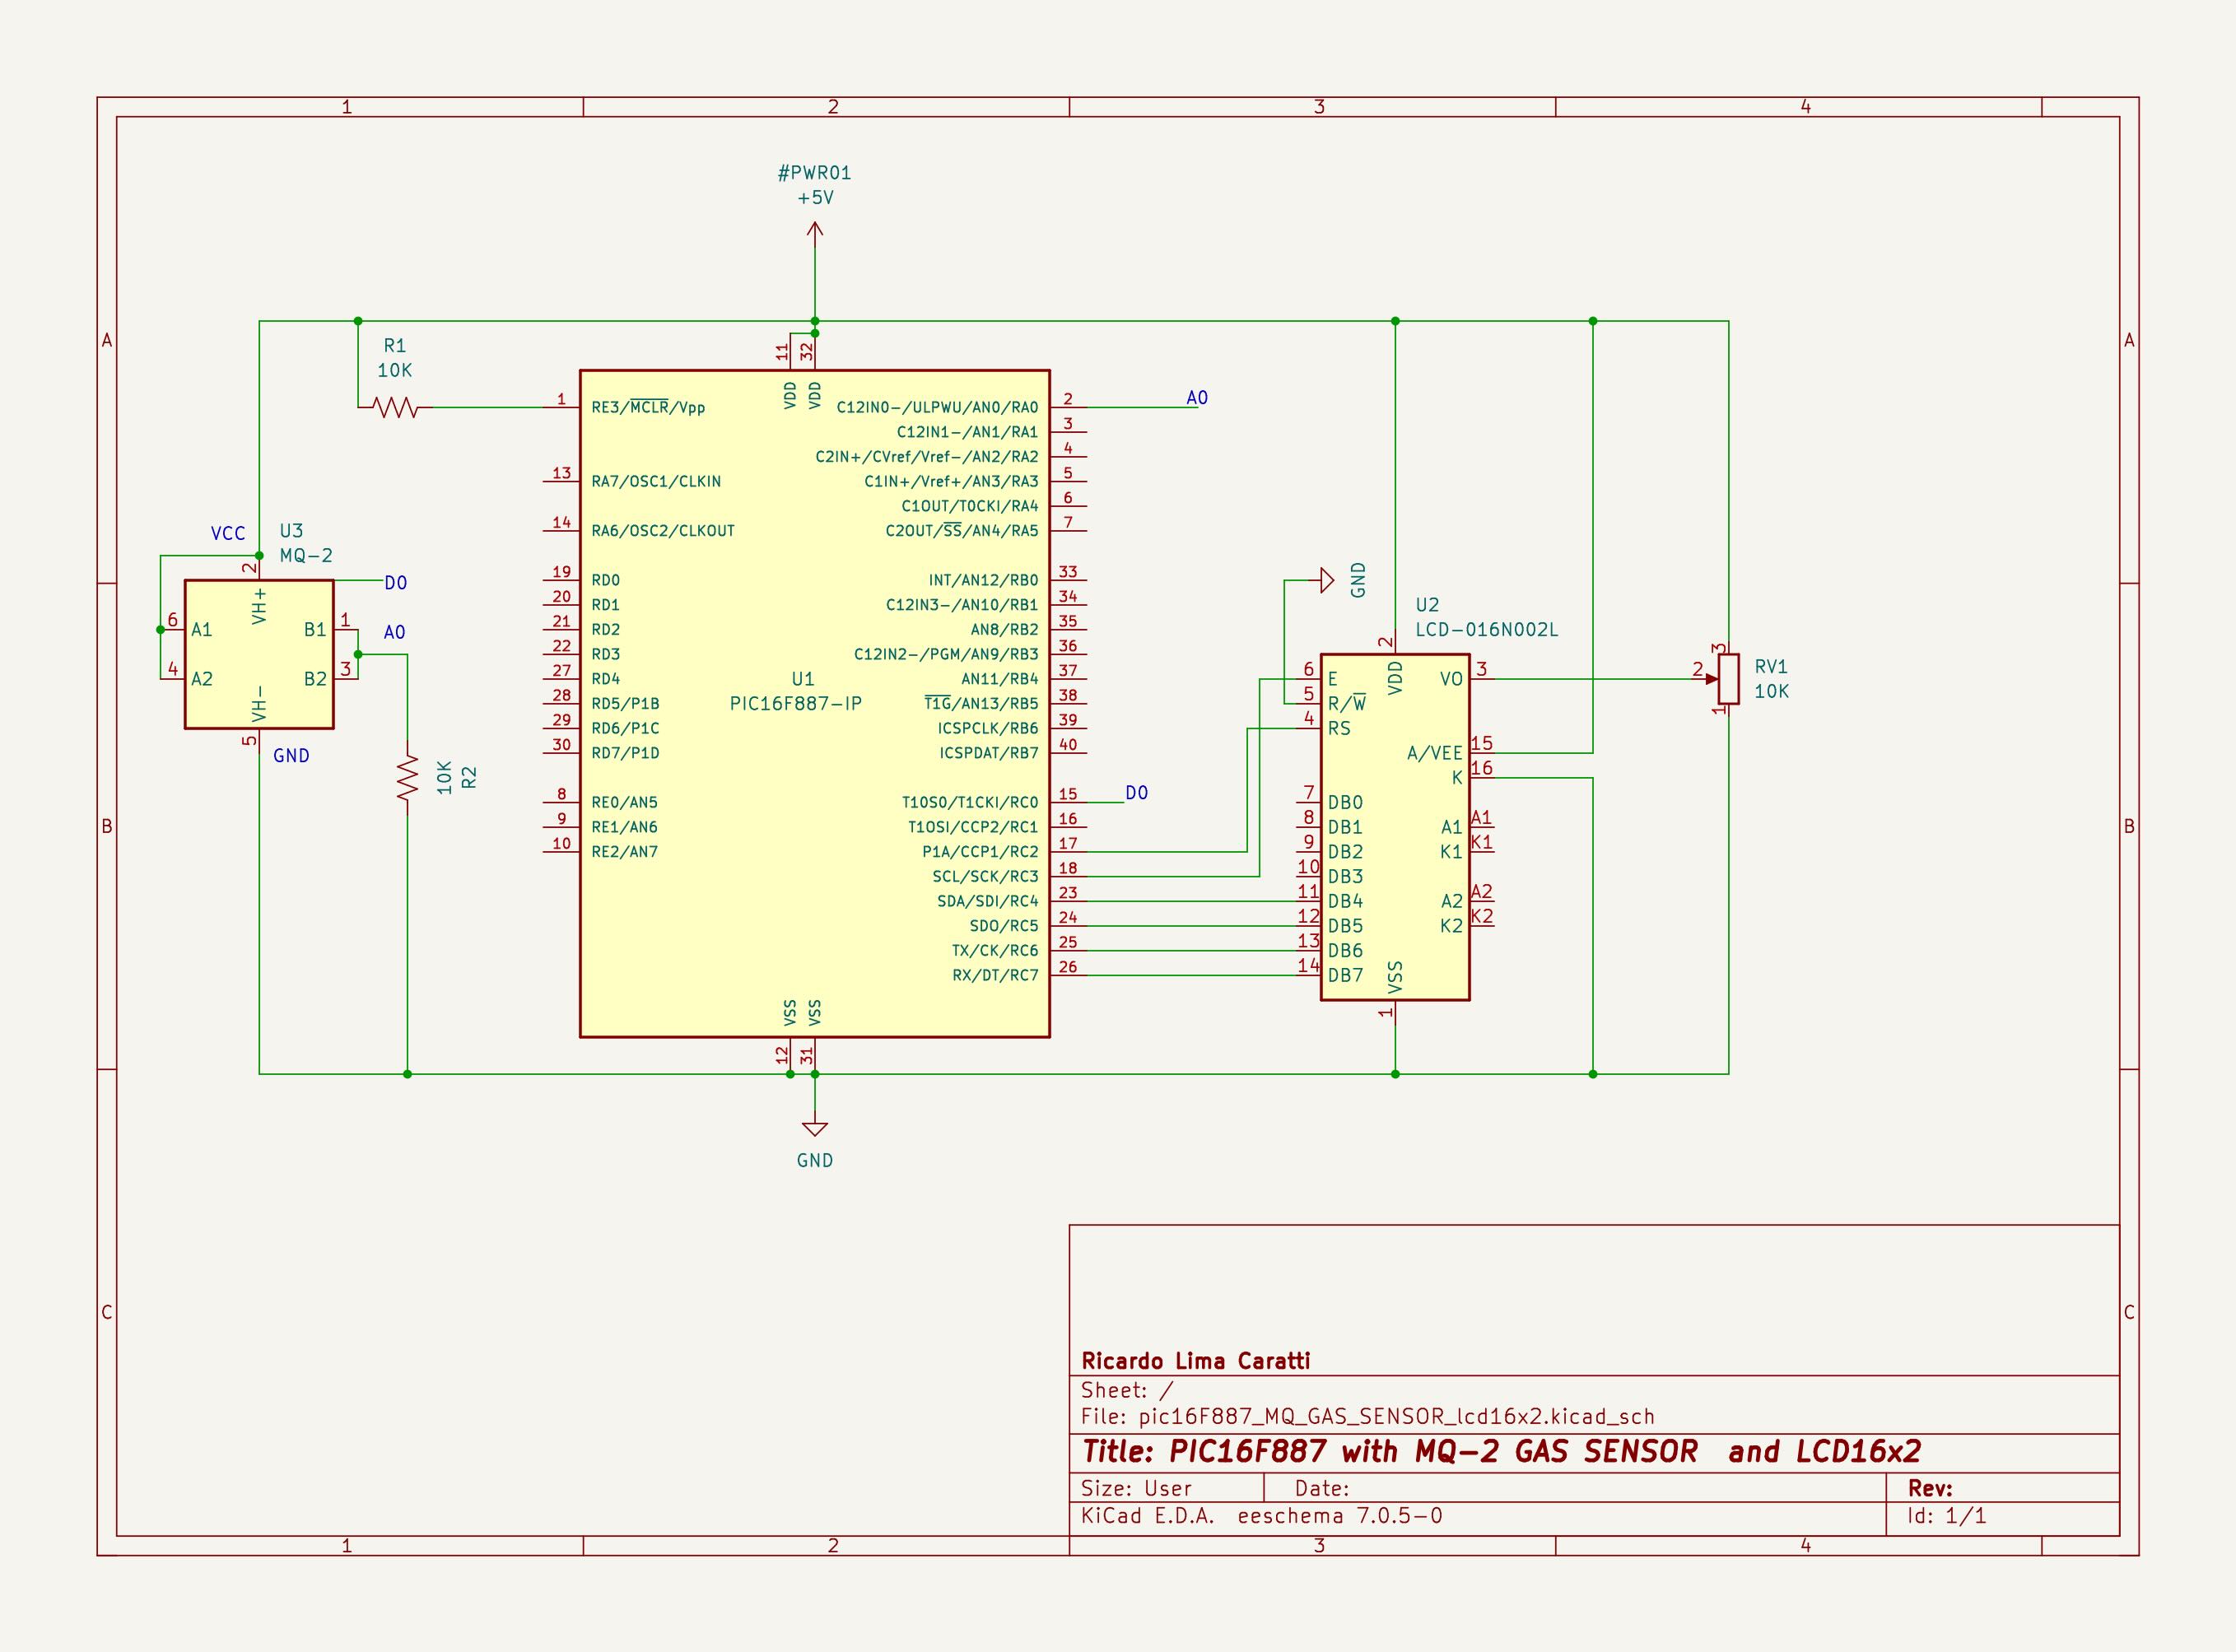 1 2 3 4
#PWR01
+5V
A A
R1
10K
11 VDD
32 VDD
1 RE3/MCLR/Vpp
13 RA7/OSC1/CLKIN
14 RA6/OSC2/CLKOUT
19 RD0
20 RD1
21 RD2
22 RD3
27 RD4
28 RD5/P1B
29 RD6/P1C
30 RD7/P1D
8 RE0/AN5
9 RE1/AN6
10 RE2/AN7
U1
PIC16F887-IP
C12IN0-/ULPWU/AN0/RA0 2 A0
C12IN1-/AN1/RA1 3
C2IN+/CVref/Vref-/AN2/RA2 4
C1IN+/Vref+/AN3/RA3 5
C1OUT/T0CKI/RA4 6
C2OUT/SS/AN4/RA5 7
INT/AN12/RB0 33
C12IN3-/AN10/RB1 34
AN8/RB2 35
C12IN2-/PGM/AN9/RB3 36
AN11/RB4 37
T1G/AN13/RB5 38
ICSPCLK/RB6 39
ICSPDAT/RB7 40
T1OSO/T1CKI/RC0 15 D0
T1OSI/CCP2/RC1 16
P1A/CCP1/RC2 17
SCL/SCK/RC3 18
SDA/SDI/RC4 23
SDO/RC5 24
TX/CK/RC6 25
RX/DT/RC7 26
VSS 12
VSS 31
GND
VCC
U3
MQ-2
2 VH+
D0
6 A1
B1 1
A0
4 A2
B2 3
VH- 5
GND
10K
R2
GND
U2
LCD-016N002L
2 VDD
6 E
5 R/W
4 RS
7 DB0
8 DB1
9 DB2
10 DB3
11 DB4
12 DB5
13 DB6
14 DB7
VO 3
A/VEE 15
K 16
A1 A1
K1 K1
A2 A2
K2 K2
VSS 1
3
2
1
RV1
10K
B B
C C
Ricardo Lima Caratti
Sheet: /
File: pic16F887_MQ_GAS_SENSOR_lcd16x2.kicad_sch
Title: PIC16F887 with MQ-2 GAS SENSOR and LCD16x2
Size: User Date: Rev:
KiCad E.D.A. eeschema 7.0.5-0 Id: 1/1
1 2 3 4